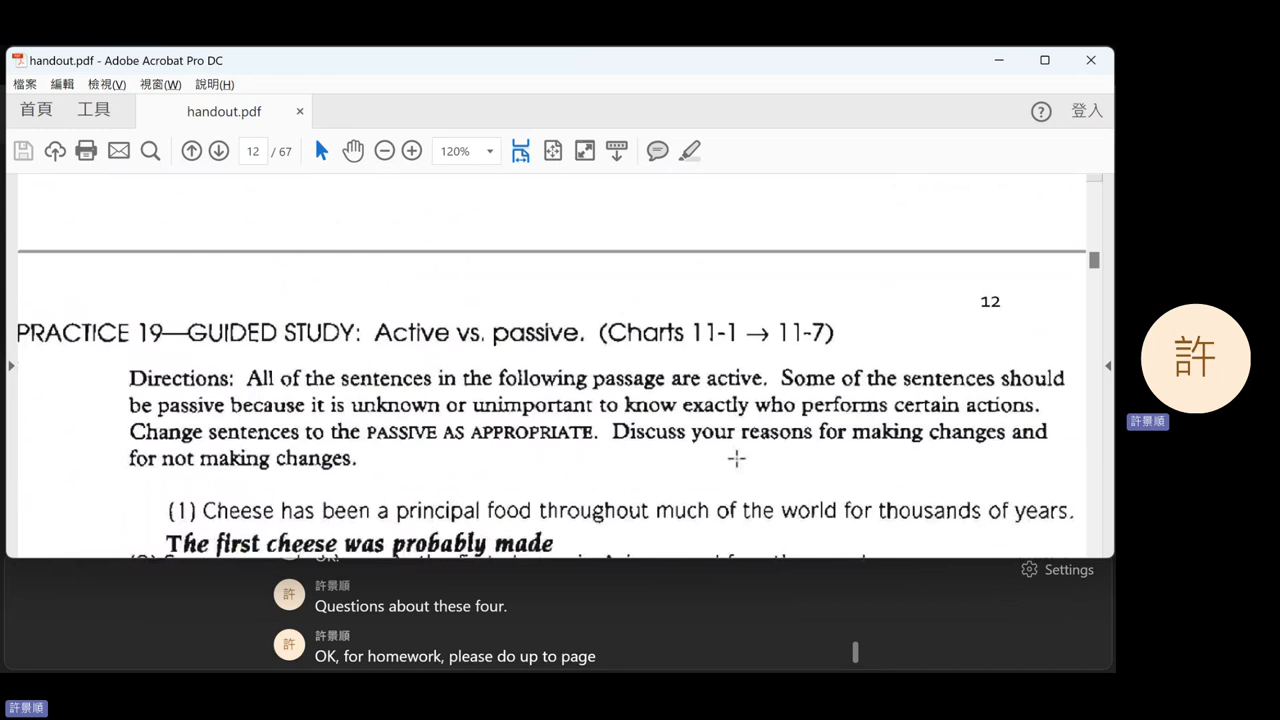 handout.pdf - Adobe Acrobat Pro DC
檔案 編輯 檢視(V) 視窗(W) 說明(H)
首頁 工具 handout.pdf × 登入
12 / 67 120%
12
PRACTICE 19—GUIDED STUDY: Active vs. passive. (Charts 11-1 → 11-7)
Directions: All of the sentences in the following passage are active. Some of the sentences should
be passive because it is unknown or unimportant to know exactly who performs certain actions.
Change sentences to the PASSIVE AS APPROPRIATE. Discuss your reasons for making changes and
for not making changes.
(1) Cheese has been a principal food throughout much of the world for thousands of years.
The first cheese was probably made
Settings
許景順
許 Questions about these four.
許景順
許 OK, for homework, please do up to page
許
許景順
許景順